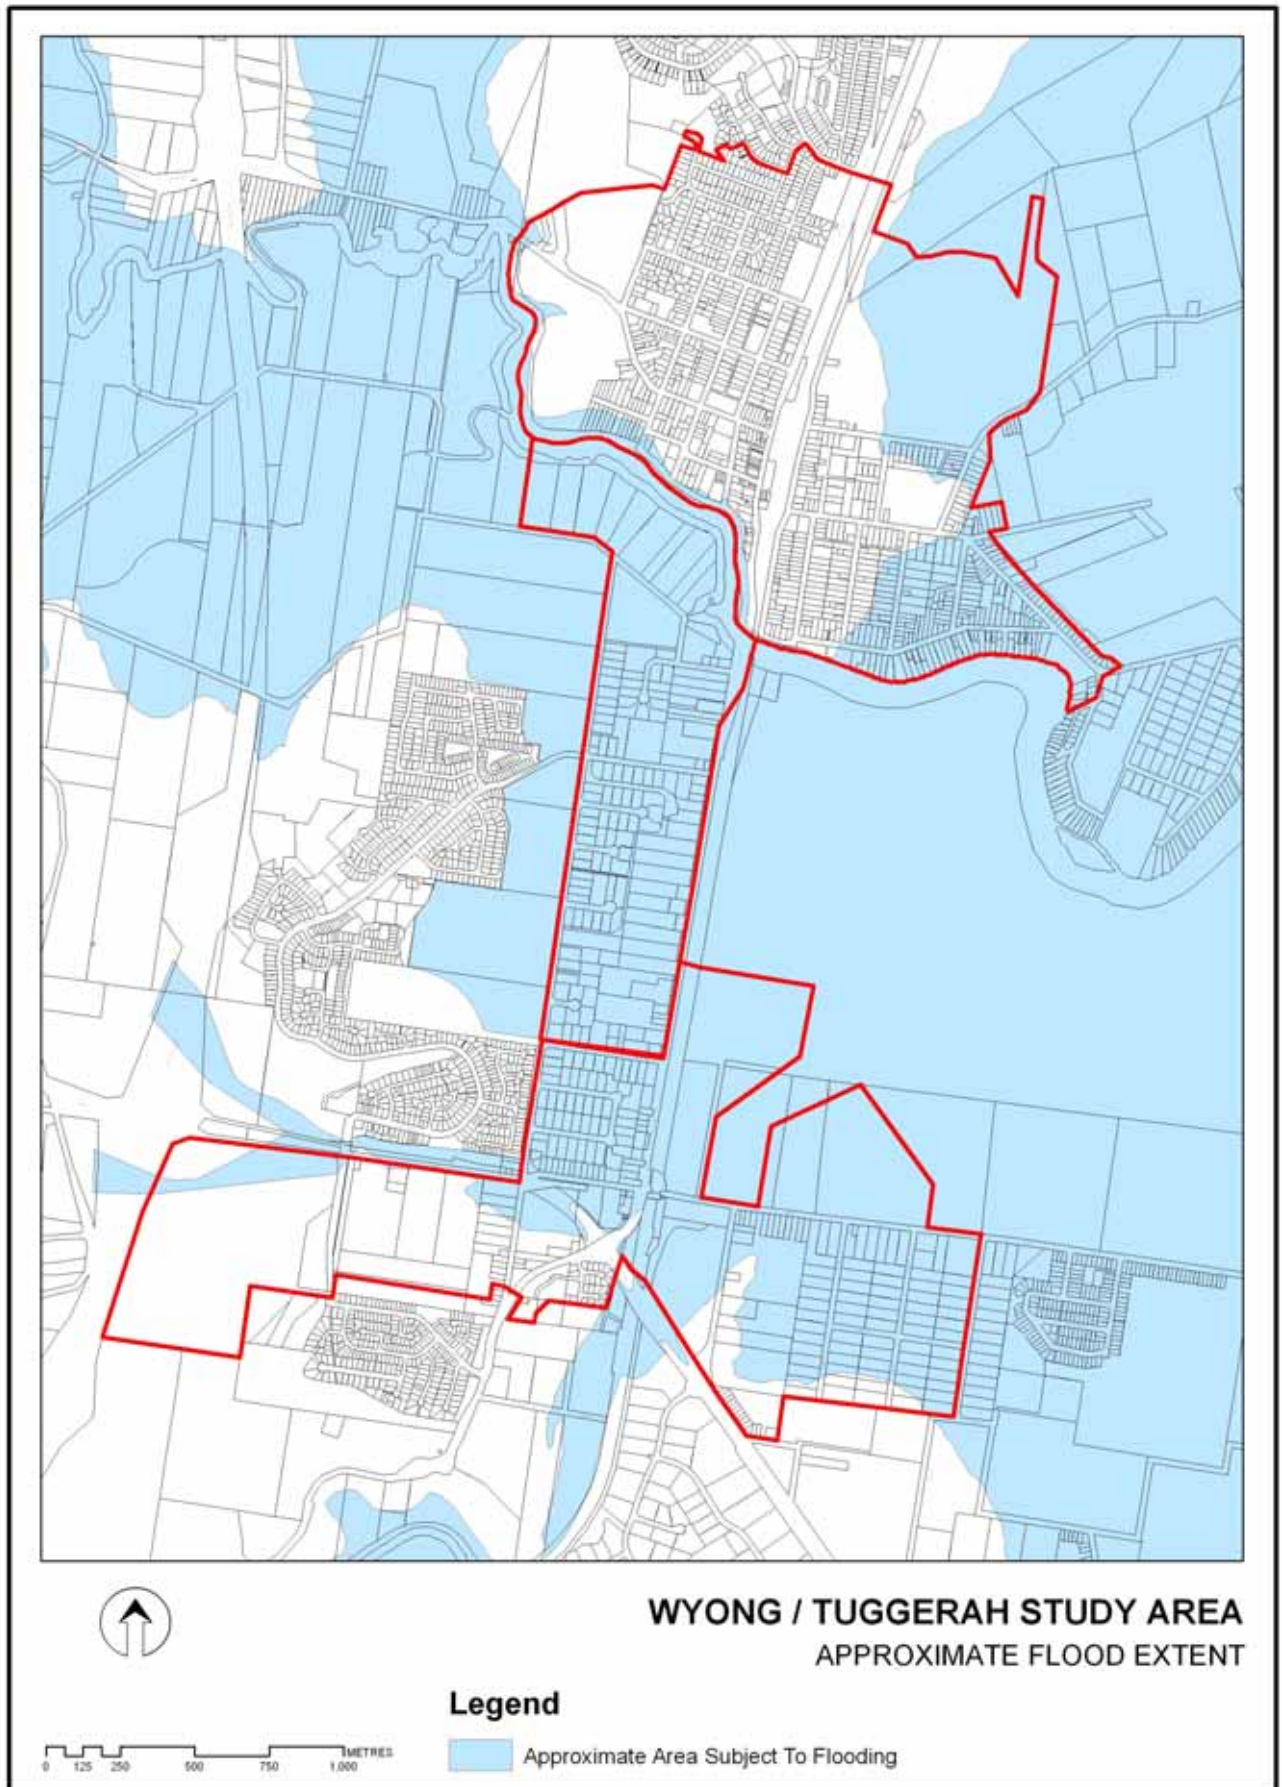 WYONG / TUGGERAH STUDY AREA
APPROXIMATE FLOOD EXTENT
Legend
Approximate Area Subject To Flooding
METRES
0 125 250 500 750 1,000